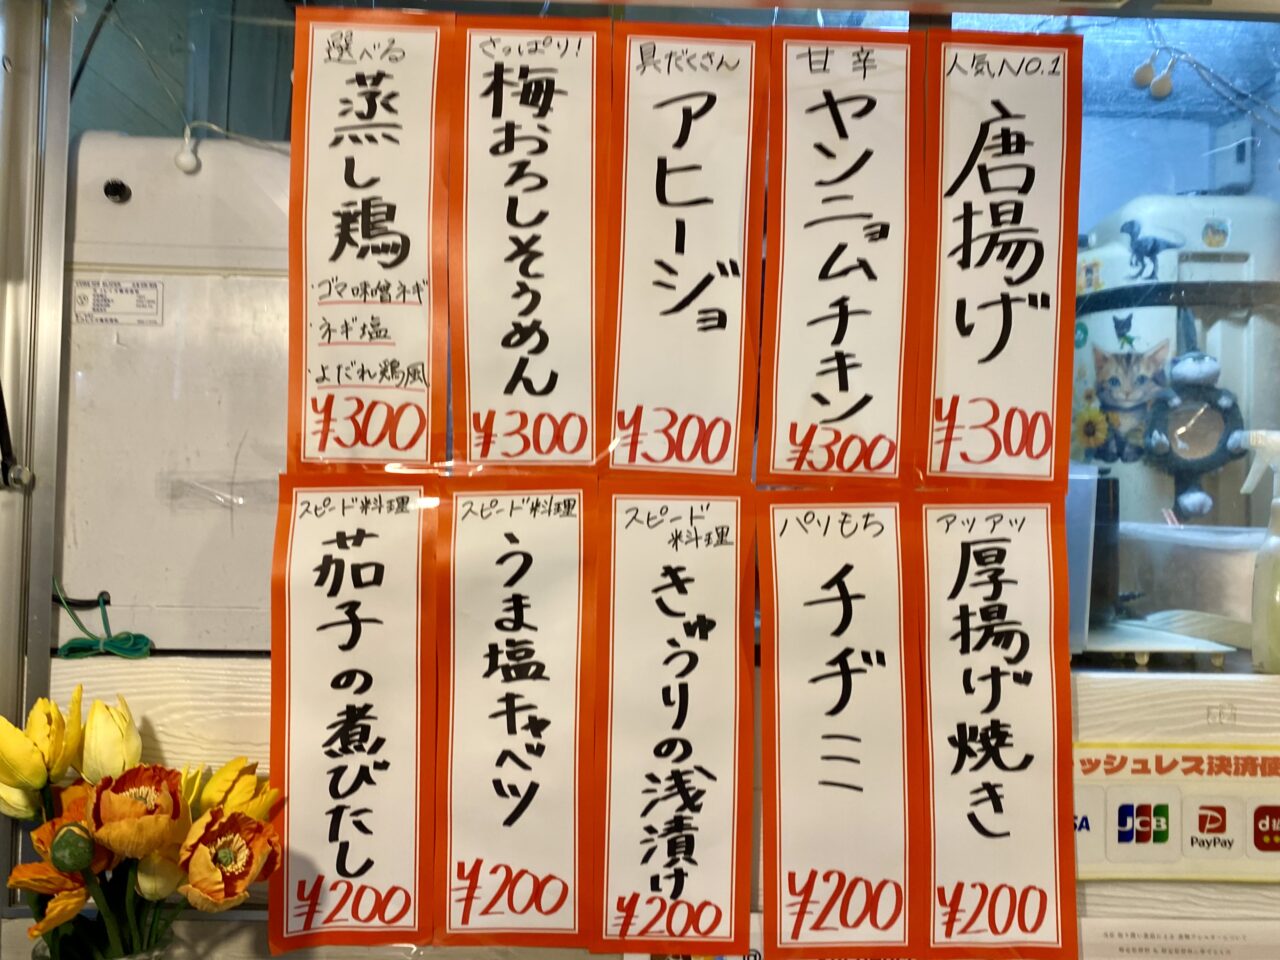 人気NO.1
唐揚げ
¥300
甘辛
ヤンニョムチキン
¥300
具だくさん
アヒージョ
¥300
さっぱり!
梅おろしそうめん
¥300
選べる
蒸し鶏
・ゴマ味噌ネギ
・ネギ塩
・よだれ鶏風
¥300
アツアツ
厚揚げ焼き
¥200
パリもち
チヂミ
¥200
スピード
料理
きゅうりの浅漬け
¥200
スピード料理
うま塩キャベツ
¥200
スピード料理
茄子の煮びたし
¥200
ッシュレス決済
JCB
PayPay